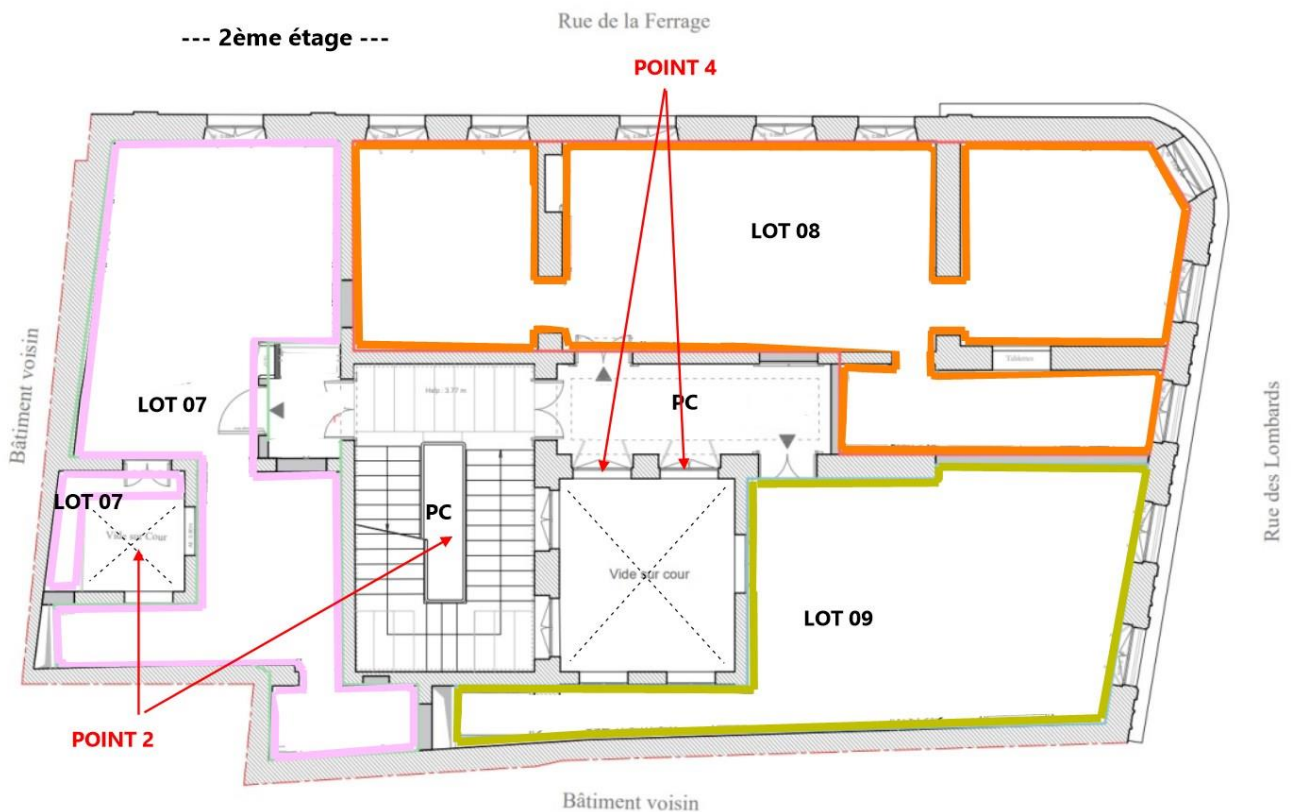 Rue de la Ferrage
--- 2ème étage ---
POINT 4
LOT 08
Bâtiment voisin
LOT 07
Tablettes
PC
Rue des Lombards
LOT 07
Vide sur Cour
PC
Vide sur cour
LOT 09
POINT 2
Bâtiment voisin